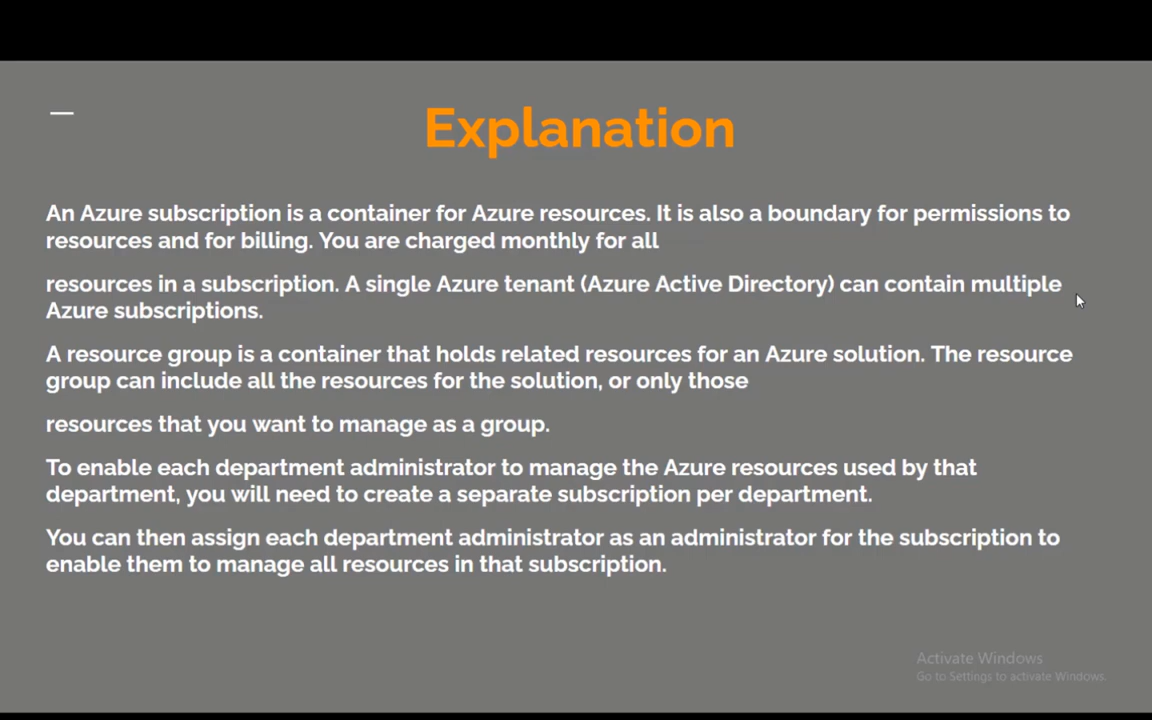 Explanation
An Azure subscription is a container for Azure resources. It is also a boundary for permissions to
resources and for billing. You are charged monthly for all
resources in a subscription. A single Azure tenant (Azure Active Directory) can contain multiple
Azure subscriptions.
A resource group is a container that holds related resources for an Azure solution. The resource
group can include all the resources for the solution, or only those
resources that you want to manage as a group.
To enable each department administrator to manage the Azure resources used by that
department, you will need to create a separate subscription per department.
You can then assign each department administrator as an administrator for the subscription to
enable them to manage all resources in that subscription.
Activate Windows
Go to Settings to activate Windows.